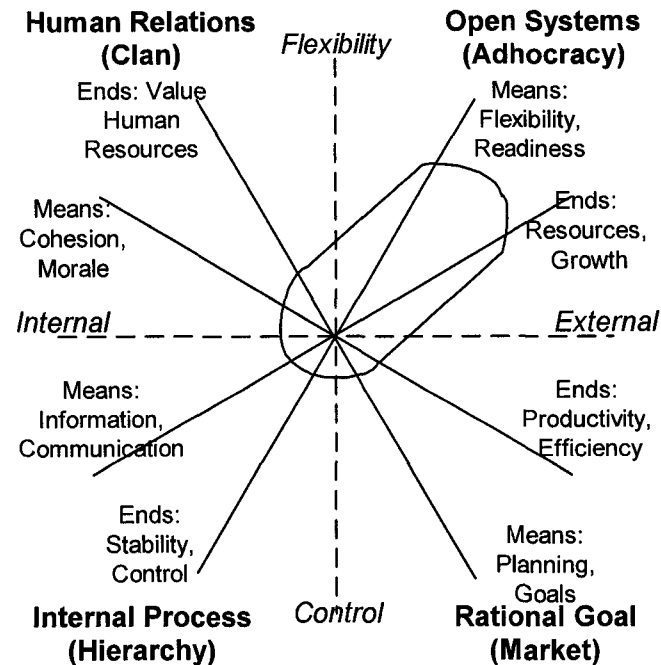 Human Relations
(Clan)
Flexibility
Open Systems
(Adhocracy)
Ends: Value
Human
Resources
Means:
Flexibility,
Readiness
Means:
Cohesion,
Morale
Ends:
Resources,
Growth
Internal
External
Means:
Information,
Communication
Ends:
Productivity,
Efficiency
Ends:
Stability,
Control
Means:
Planning,
Goals
Internal Process
(Hierarchy)
Control
Rational Goal
(Market)